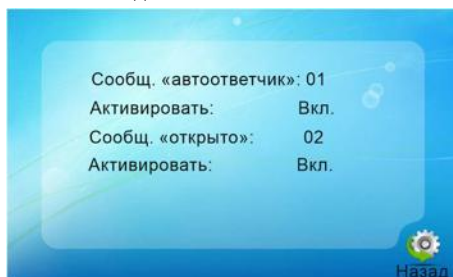 Сообщ. «автоответчик»: 01
Активировать: Вкл.
Сообщ. «открыто»: 02
Активировать: Вкл.
Назад